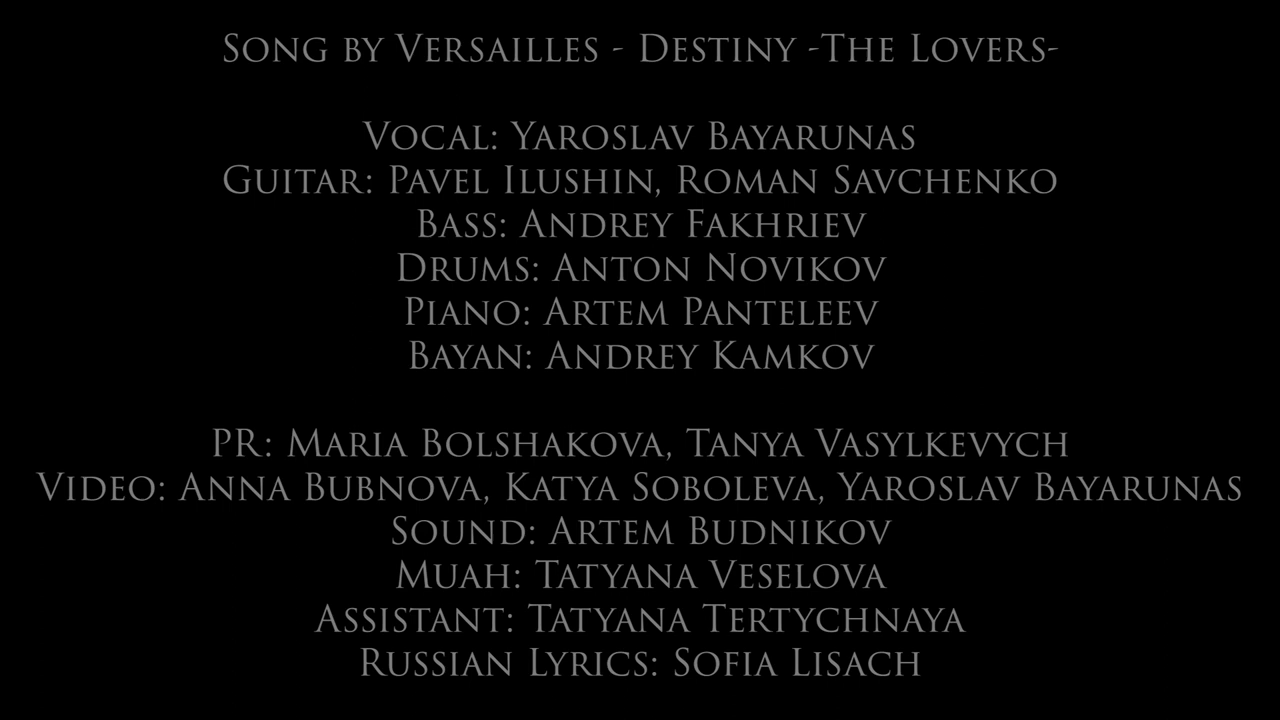 Song by Versailles - Destiny -The Lovers-
Vocal: Yaroslav Bayarunas
Guitar: Pavel Ilushin, Roman Savchenko
Bass: Andrey Fakhriev
Drums: Anton Novikov
Piano: Artem Panteleev
Bayan: Andrey Kamkov
PR: Maria Bolshakova, Tanya Vasylkevych
Video: Anna Bubnova, Katya Soboleva, Yaroslav Bayarunas
Sound: Artem Budnikov
Muah: Tatyana Veselova
Assistant: Tatyana Tertychnaya
Russian Lyrics: Sofia Lisach